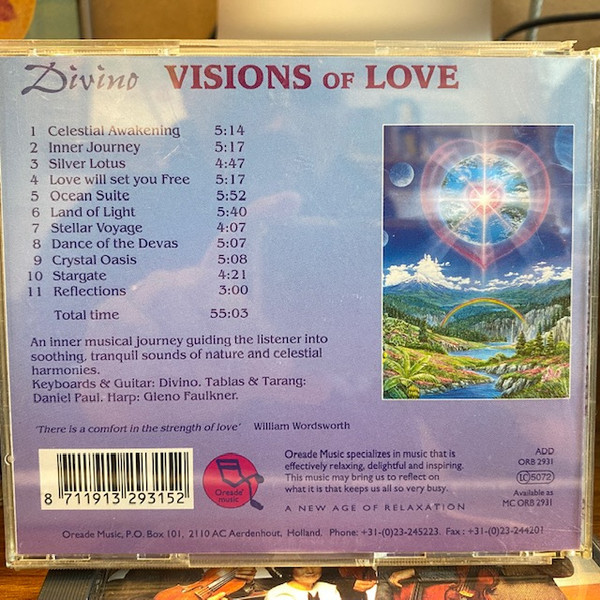 Divino VISIONS OF LOVE
1 Celestial Awakening 5:14
2 Inner Journey 5:17
3 Silver Lotus 4:47
4 Love will set you Free 5:17
5 Ocean Suite 5:52
6 Land of Light 5:40
7 Stellar Voyage 4:07
8 Dance of the Devas 5:07
9 Crystal Oasis 5:08
10 Stargate 4:21
11 Reflections 3:00
Total time 55:03
An inner musical journey guiding the listener into
soothing, tranquil sounds of nature and celestial
harmonies.
Keyboards & Guitar: Divino. Tablas & Tarang:
Daniel Paul. Harp: Gleno Faulkner.
'There is a comfort in the strength of love' William Wordsworth
8 711913 293152
Oreade
music
Oreade Music specializes in music that is
effectively relaxing, delightful and inspiring.
This music may bring us to reflect on
what it is that keeps us all so very busy.
A NEW AGE OF RELAXATION
ADD
ORB 2931
LC 5072
Available as
MC ORB 2931
Oreade Music, P.O. Box 101, 2110 AC Aerdenhout, Holland, Phone: +31-(0)23-245223. Fax : +31-(0)23-244201